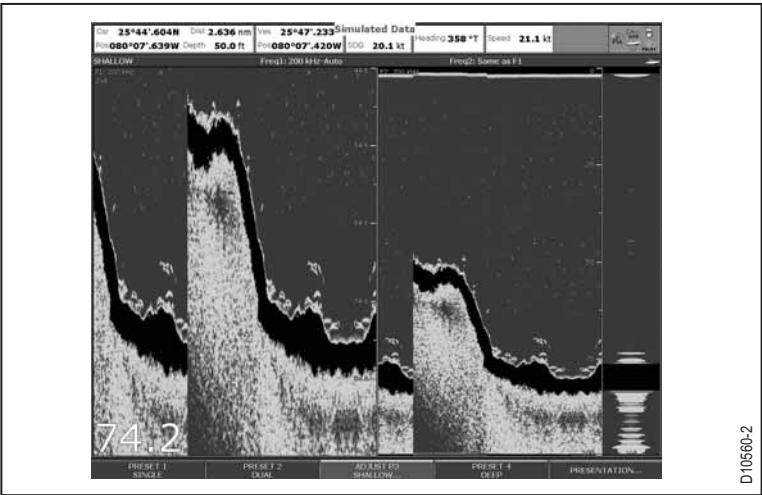 Csr 25°44'.604N Dist 2.636 nm Ves 25°47'.233 Simulated Data Heading 358 °T Speed 21.1 kt
Pos 080°07'.639W Depth 50.0 ft Pos 080°07'.420W SOG 20.1 kt
SHALLOW Freq1: 200 kHz-Auto Freq2: Same as F1
74.2
PRESET 1 SINGLE
PRESET 2 DUAL
ADJUST P3 SHALLOW...
PRESET 4 DEEP
PRESENTATION...
D10560-2